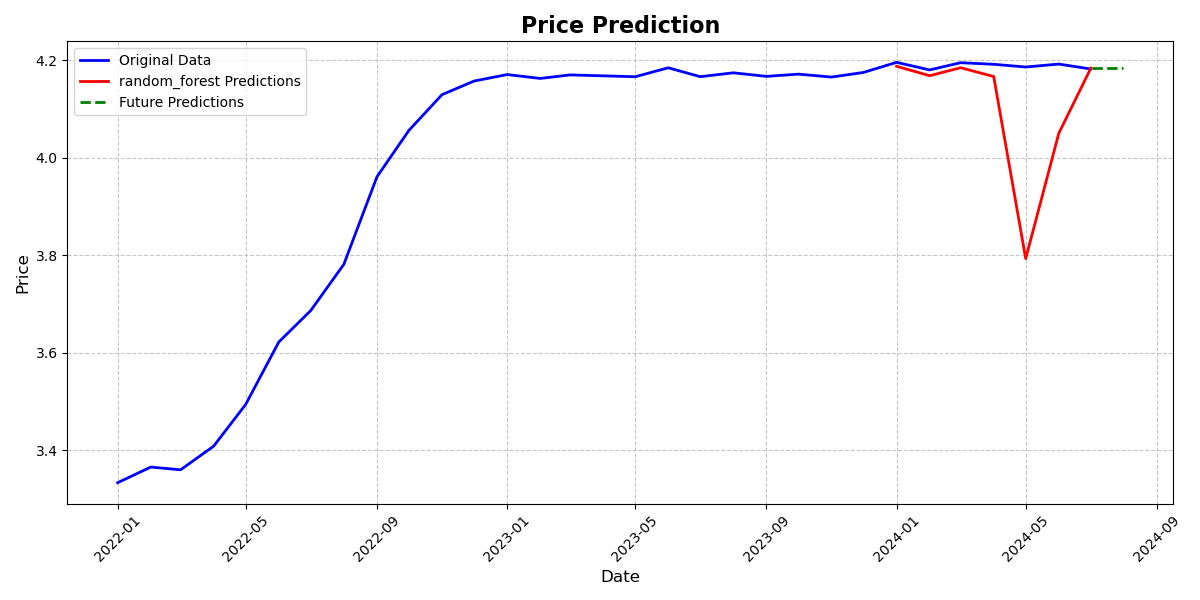 Price Prediction
Original Data
random_forest Predictions
Future Predictions
Price
4.2
4.0
3.8
3.6
3.4
2022-01
2022-05
2022-09
2023-01
2023-05
2023-09
2024-01
2024-05
2024-09
Date